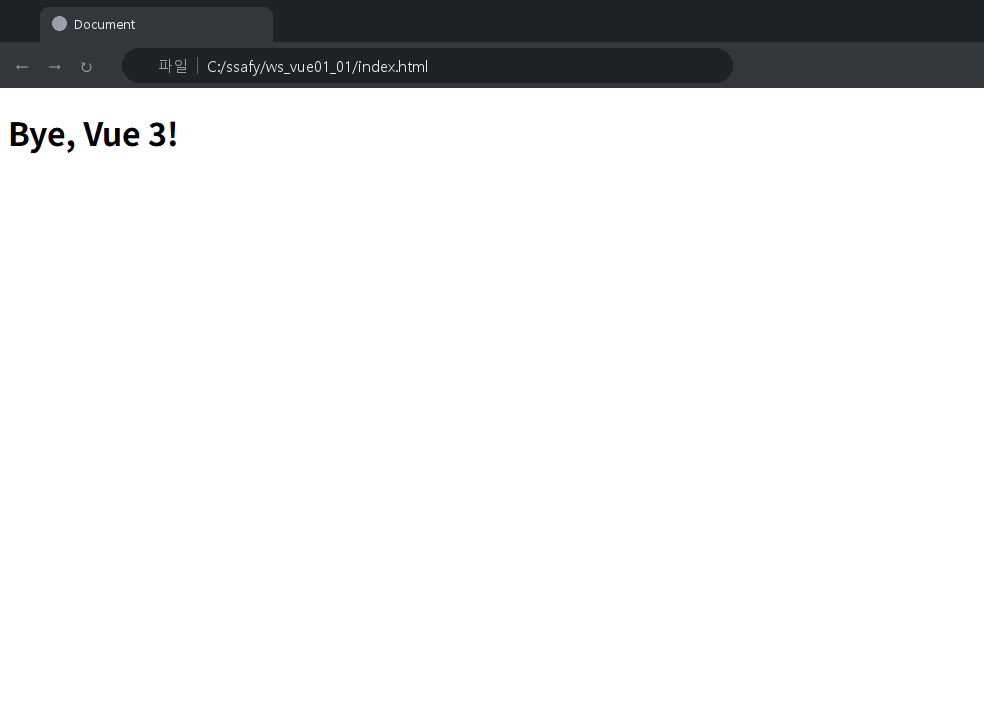 Document
파일 C:/ssafy/ws_vue01_01/index.html
Bye, Vue 3!